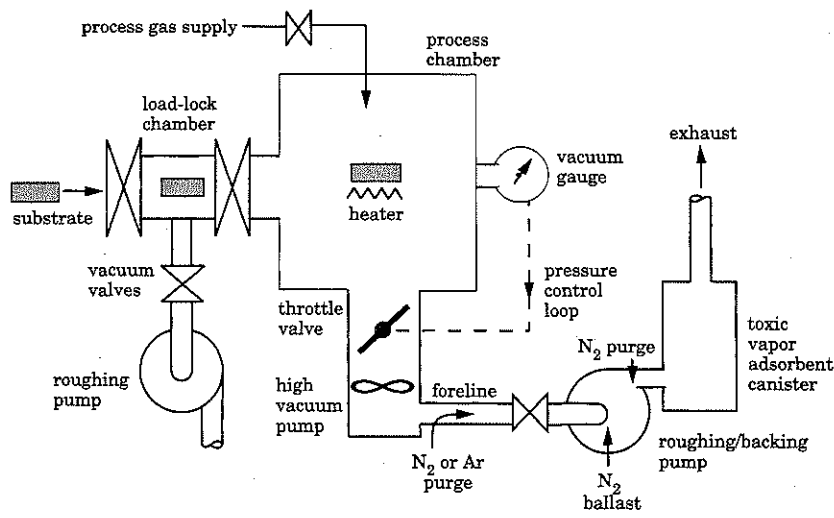 process gas supply
process
chamber
load-lock
chamber
exhaust
vacuum
gauge
substrate
heater
vacuum
valves
throttle
valve
pressure
control
loop
N₂ purge
toxic
vapor
adsorbent
canister
roughing
pump
high
vacuum
pump
foreline
N₂ or Ar
purge
roughing/backing
pump
N₂
ballast